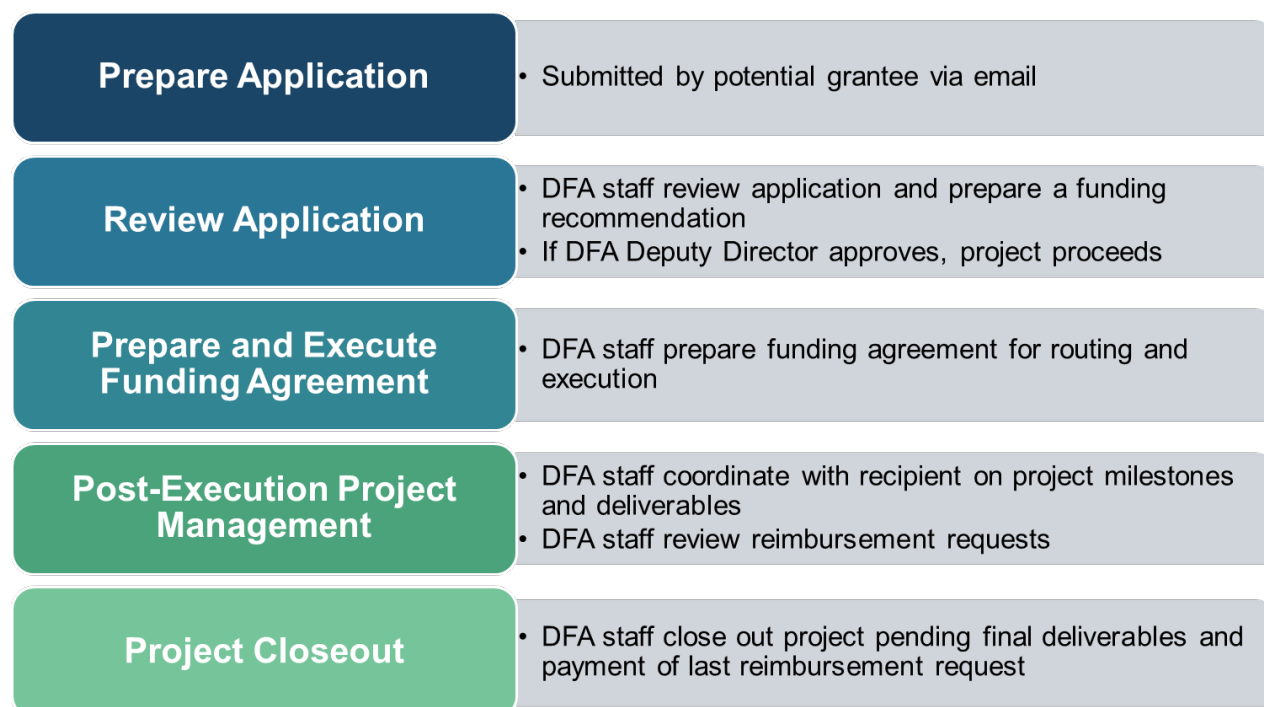 Prepare Application
• Submitted by potential grantee via email
Review Application
• DFA staff review application and prepare a funding
recommendation
• If DFA Deputy Director approves, project proceeds
Prepare and Execute
Funding Agreement
• DFA staff prepare funding agreement for routing and
execution
Post-Execution Project
Management
• DFA staff coordinate with recipient on project milestones
and deliverables
• DFA staff review reimbursement requests
Project Closeout
• DFA staff close out project pending final deliverables and
payment of last reimbursement request